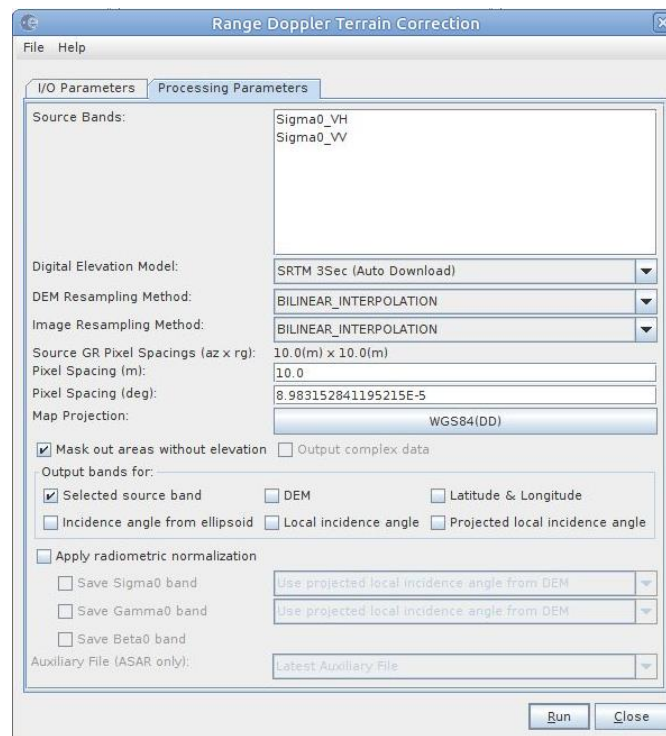 Range Doppler Terrain Correction
File Help
I/O Parameters Processing Parameters
Source Bands: Sigma0_VH
Sigma0_VV
Digital Elevation Model: SRTM 3Sec (Auto Download)
DEM Resampling Method: BILINEAR_INTERPOLATION
Image Resampling Method: BILINEAR_INTERPOLATION
Source GR Pixel Spacings (az x rg): 10.0(m) x 10.0(m)
Pixel Spacing (m): 10.0
Pixel Spacing (deg): 8.983152841195215E-5
Map Projection: WGS84(DD)
Mask out areas without elevation Output complex data
Output bands for:
Selected source band DEM Latitude & Longitude
Incidence angle from ellipsoid Local incidence angle Projected local incidence angle
Apply radiometric normalization
Save Sigma0 band Use projected local incidence angle from DEM
Save Gamma0 band Use projected local incidence angle from DEM
Save Beta0 band
Auxiliary File (ASAR only): Latest Auxiliary File
Run Close